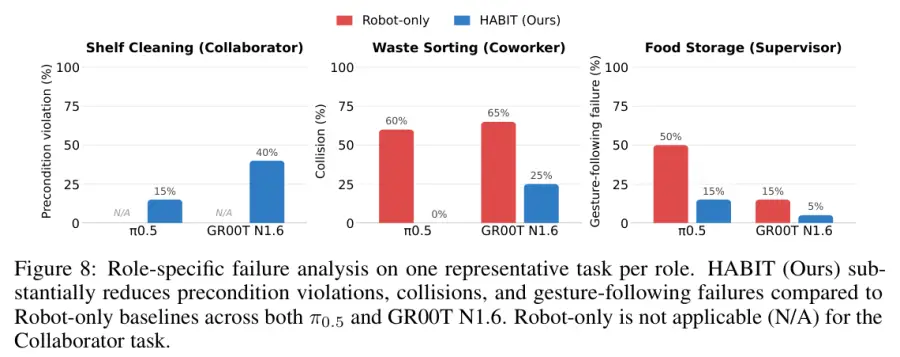 Robot-only HABIT (Ours)
Shelf Cleaning (Collaborator)
Precondition violation (%)
100
75
50
25
0
N/A
15%
N/A
40%
π0.5 GR00T N1.6
Waste Sorting (Coworker)
Collision (%)
100
75
50
25
0
60%
0%
65%
25%
π0.5 GR00T N1.6
Food Storage (Supervisor)
Gesture-following failure (%)
100
75
50
25
0
50%
15%
15%
5%
π0.5 GR00T N1.6
Figure 8: Role-specific failure analysis on one representative task per role. HABIT (Ours) sub-
stantially reduces precondition violations, collisions, and gesture-following failures compared to
Robot-only baselines across both π0.5 and GR00T N1.6. Robot-only is not applicable (N/A) for the
Collaborator task.